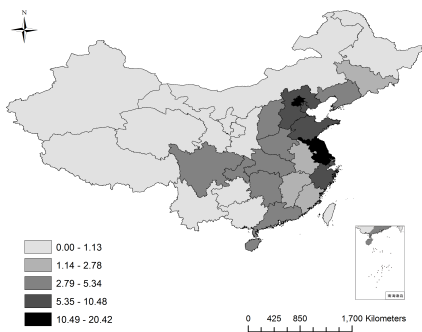 N
0.00 - 1.13
1.14 - 2.78
2.79 - 5.34
5.35 - 10.48
10.49 - 20.42
0 425 850 1,700 Kilometers